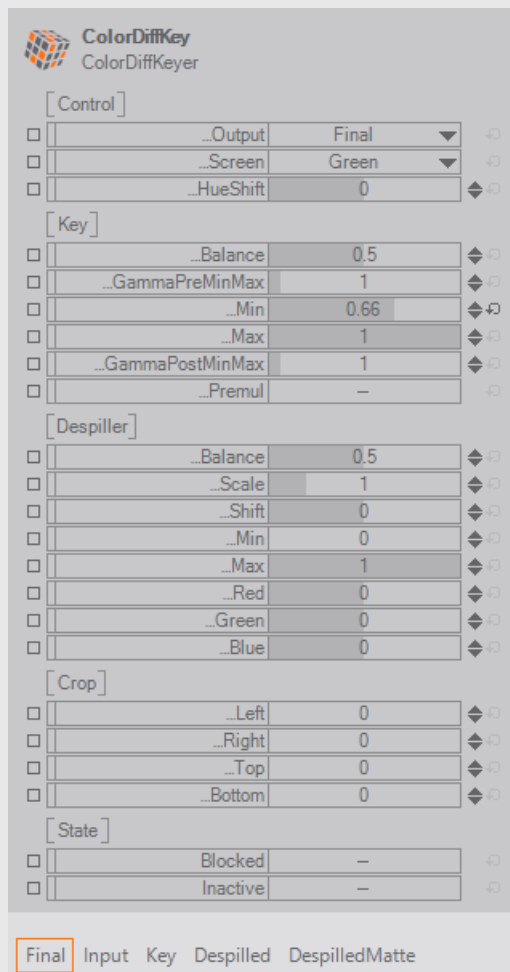 ColorDiffKey
ColorDiffKeyer
[Control]
...Output Final
...Screen Green
...HueShift 0
[Key]
...Balance 0.5
...GammaPreMinMax 1
...Min 0.66
...Max 1
...GammaPostMinMax 1
...Premul –
[Despiller]
...Balance 0.5
...Scale 1
...Shift 0
...Min 0
...Max 1
...Red 0
...Green 0
...Blue 0
[Crop]
...Left 0
...Right 0
...Top 0
...Bottom 0
[State]
Blocked –
Inactive –
Final Input Key Despilled DespilledMatte